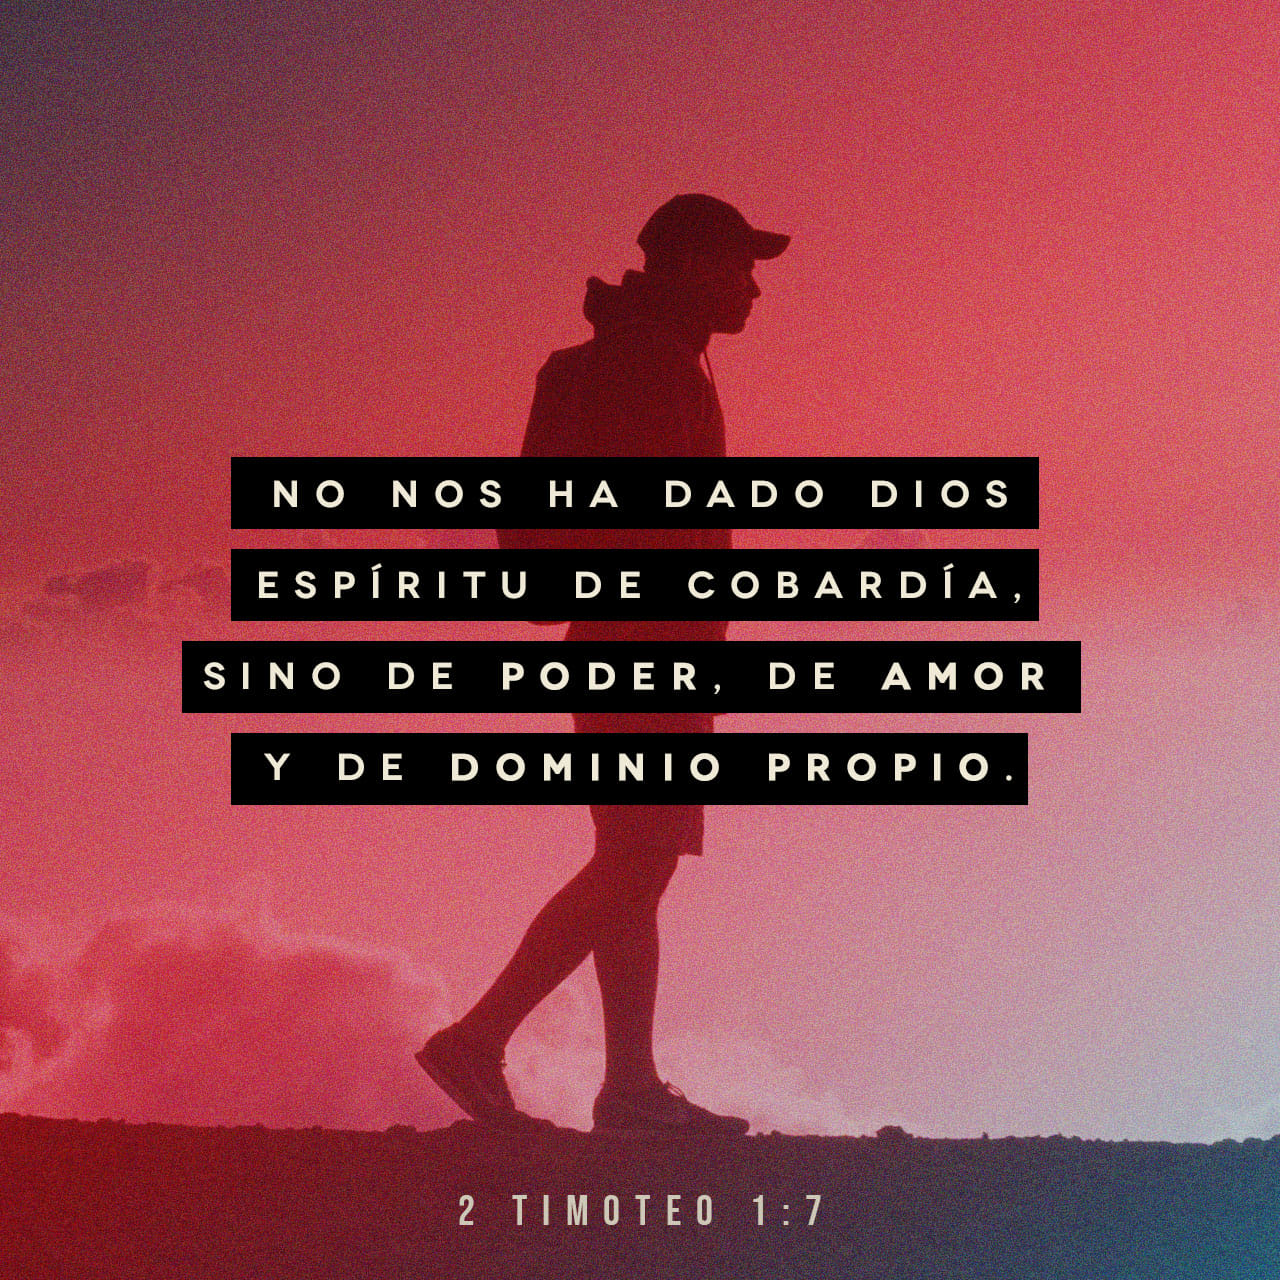 NO NOS HA DADO DIOS
ESPÍRITU DE COBARDÍA,
SINO DE PODER, DE AMOR
Y DE DOMINIO PROPIO.
2 TIMOTEO 1:7